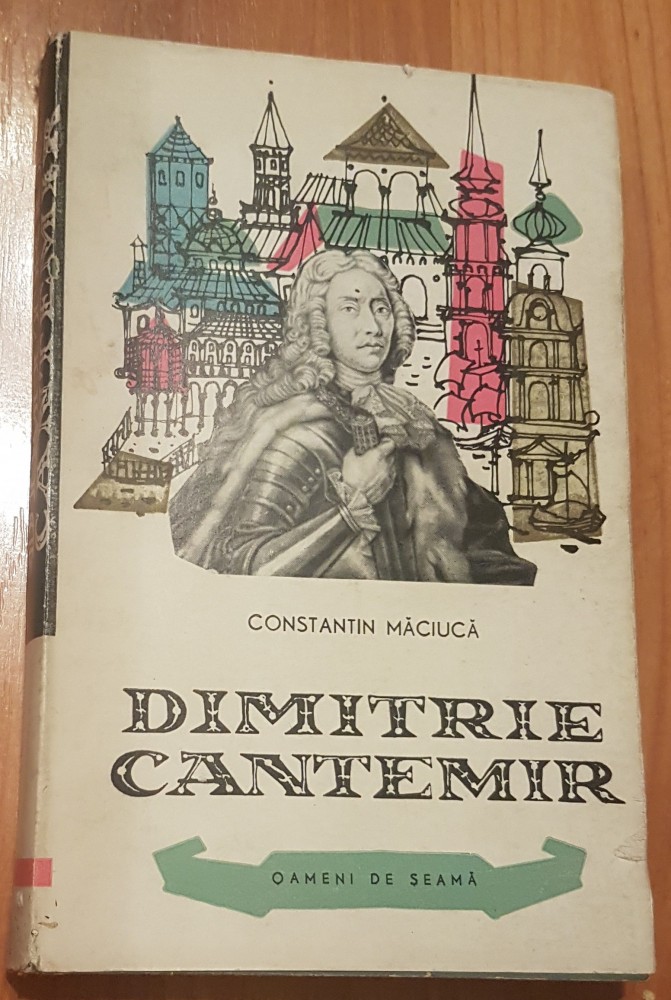 CONSTANTIN MĂCIUCĂ
DIMITRIE
CANTEMIR
OAMENI DE SEAMĂ